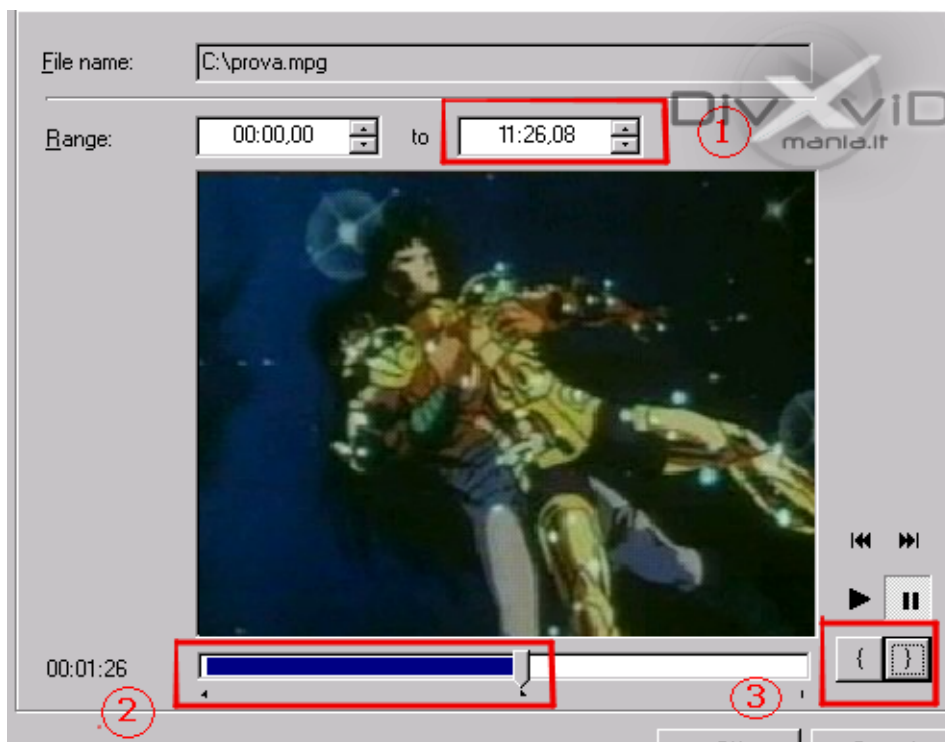 File name: C:\prova.mpg
DivXviD
mania.it
Range: 00:00,00 to 11:26,08 1
00:01:26 { }
2 3